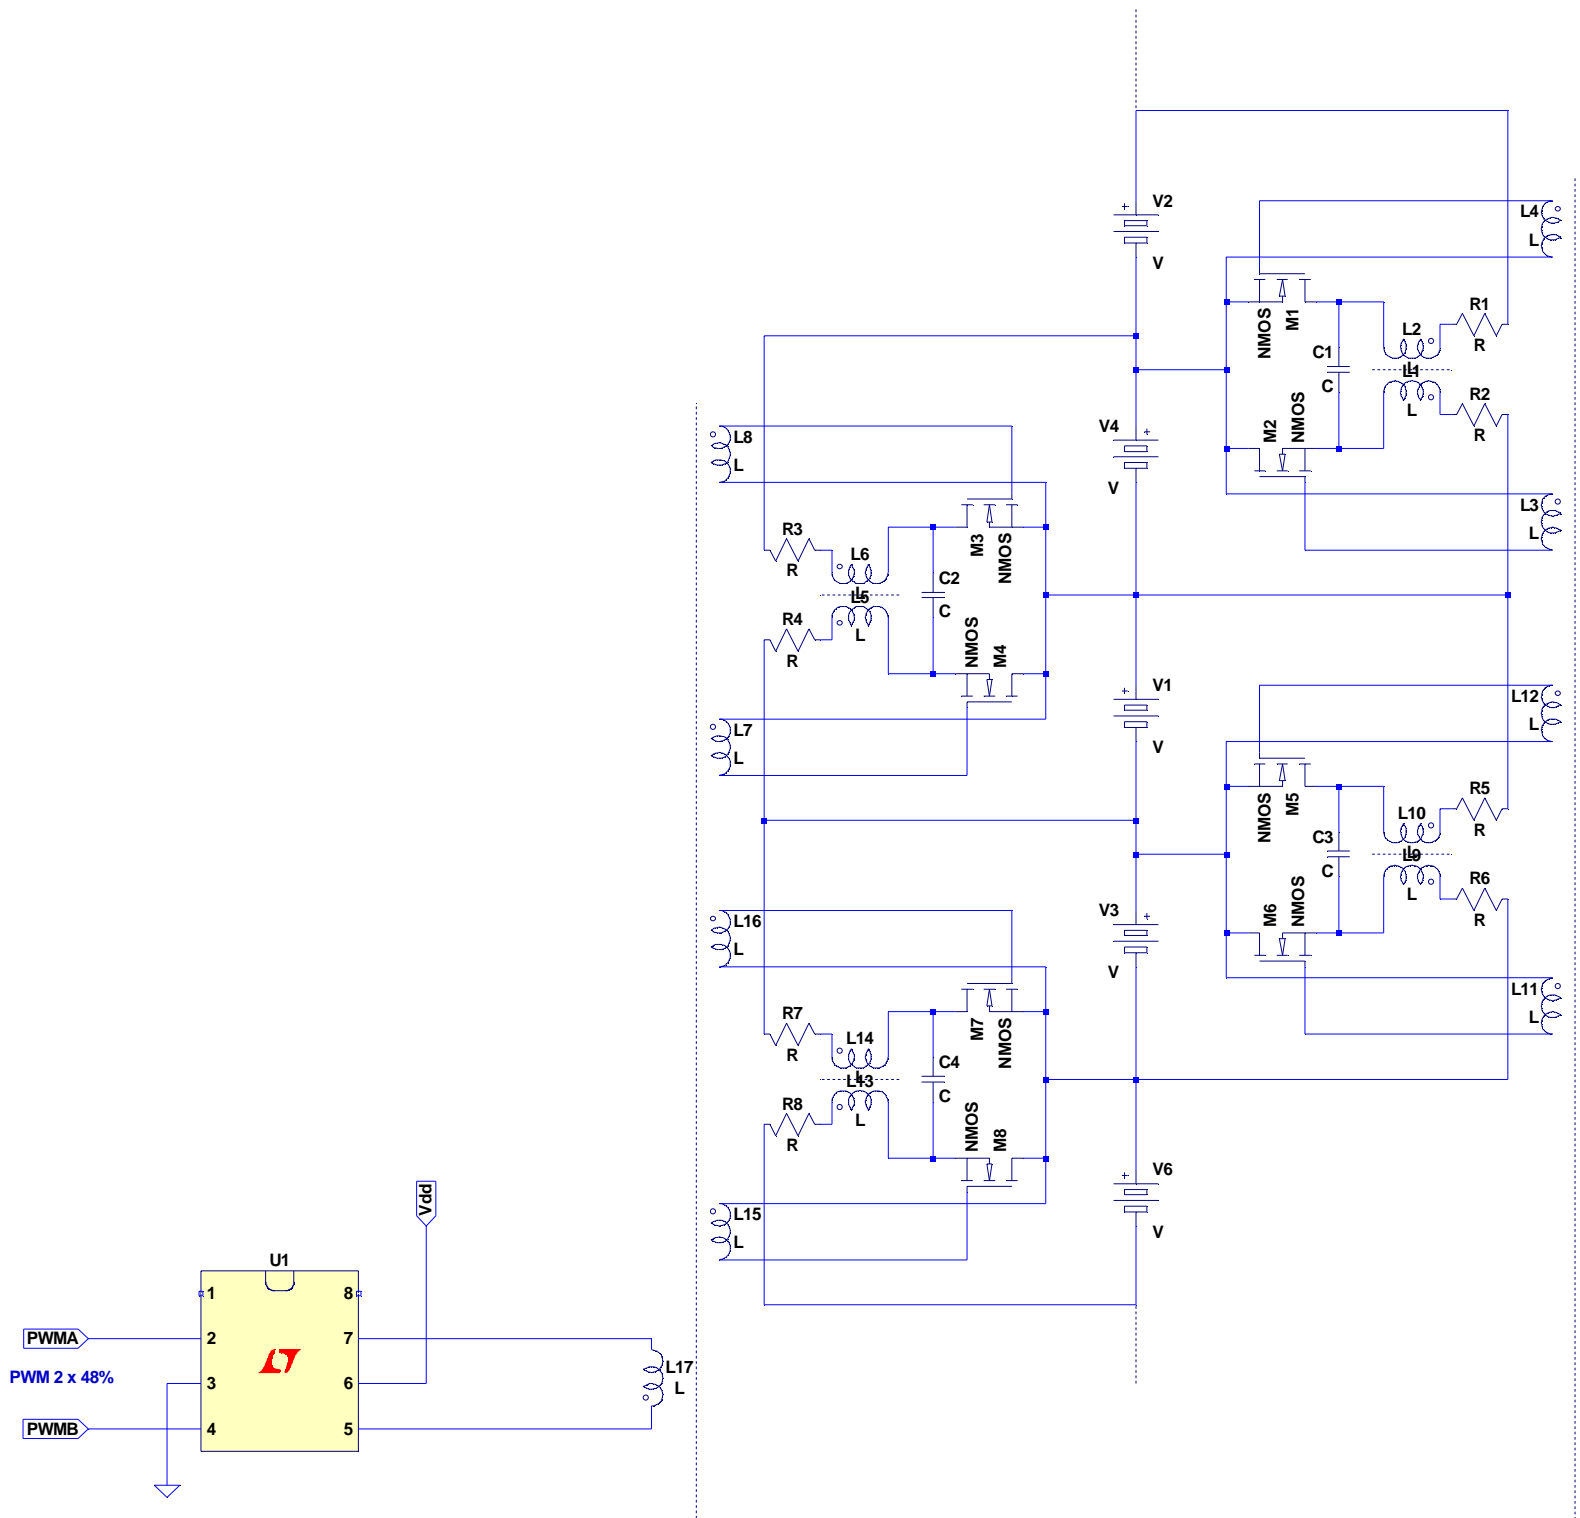 V2
+
V
L4
L
R1
R
M1
NMOS
L2
L
C1
C
L1
L
R2
R
M2
NMOS
L3
L
V4
+
V
L8
L
R3
R
M3
NMOS
L6
L
C2
C
L5
L
R4
R
M4
NMOS
L7
L
V1
+
V
L12
L
R5
R
M5
NMOS
L10
L
C3
C
L9
L
R6
R
M6
NMOS
L11
L
V3
+
V
L16
L
R7
R
M7
NMOS
L14
L
C4
C
L13
L
R8
R
M8
NMOS
L15
L
V6
+
V
Vdd
U1
1
8
PWMA
2
7
PWM 2 x 48%
3
6
PWMB
4
5
L17
L